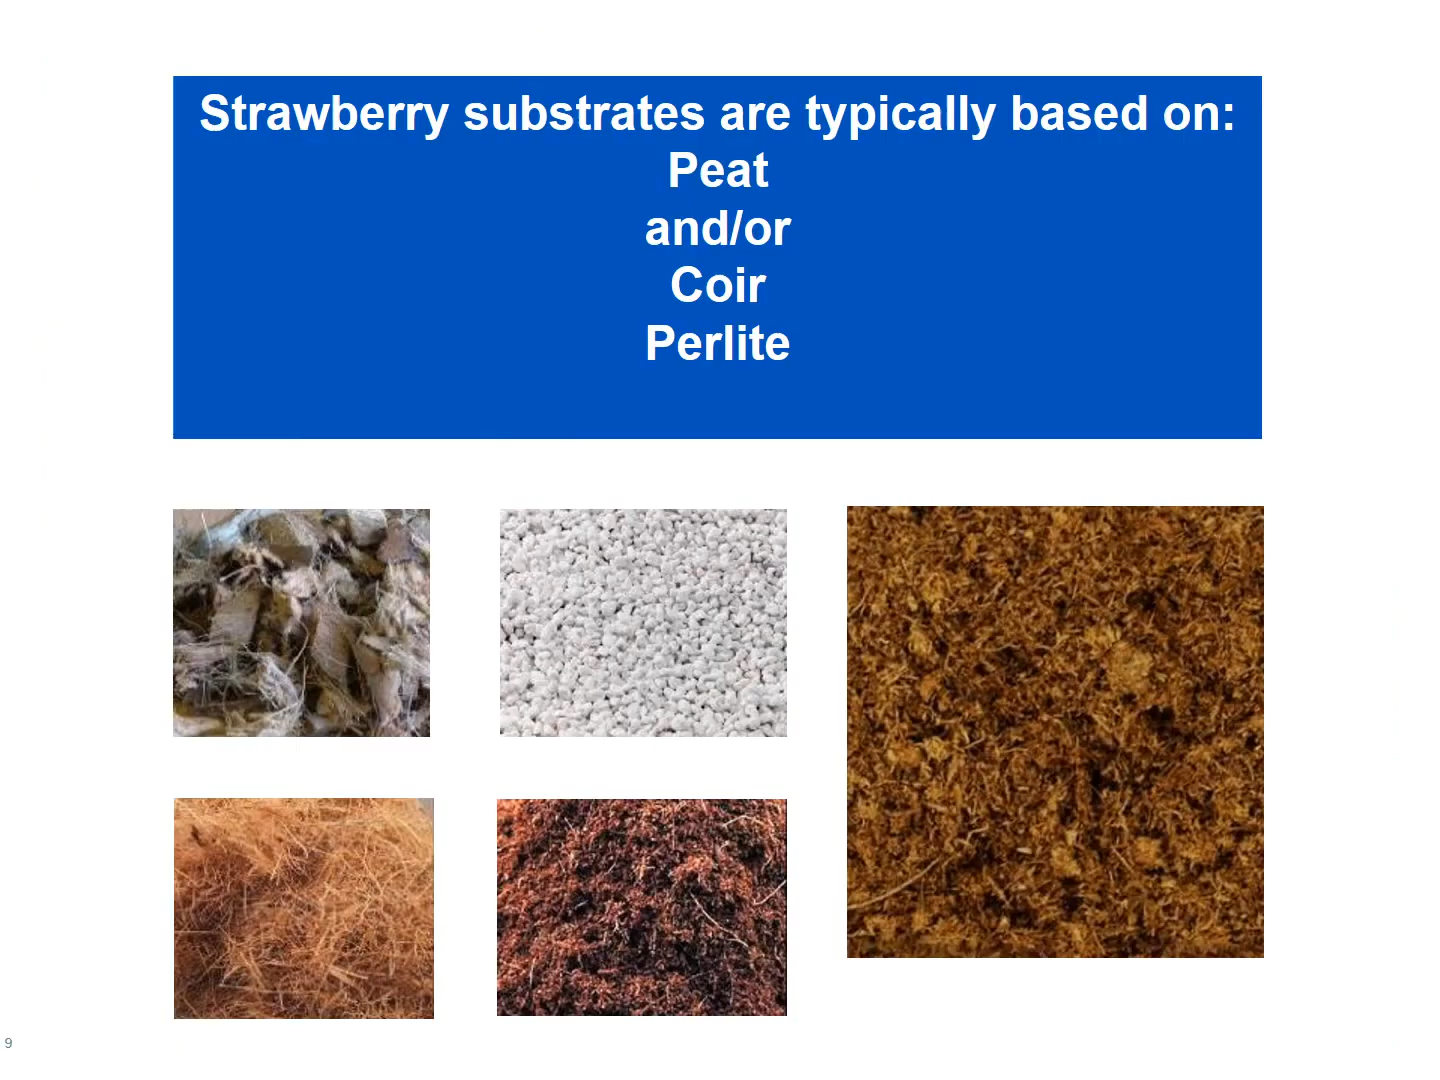 Strawberry substrates are typically based on:
Peat
and/or
Coir
Perlite
9